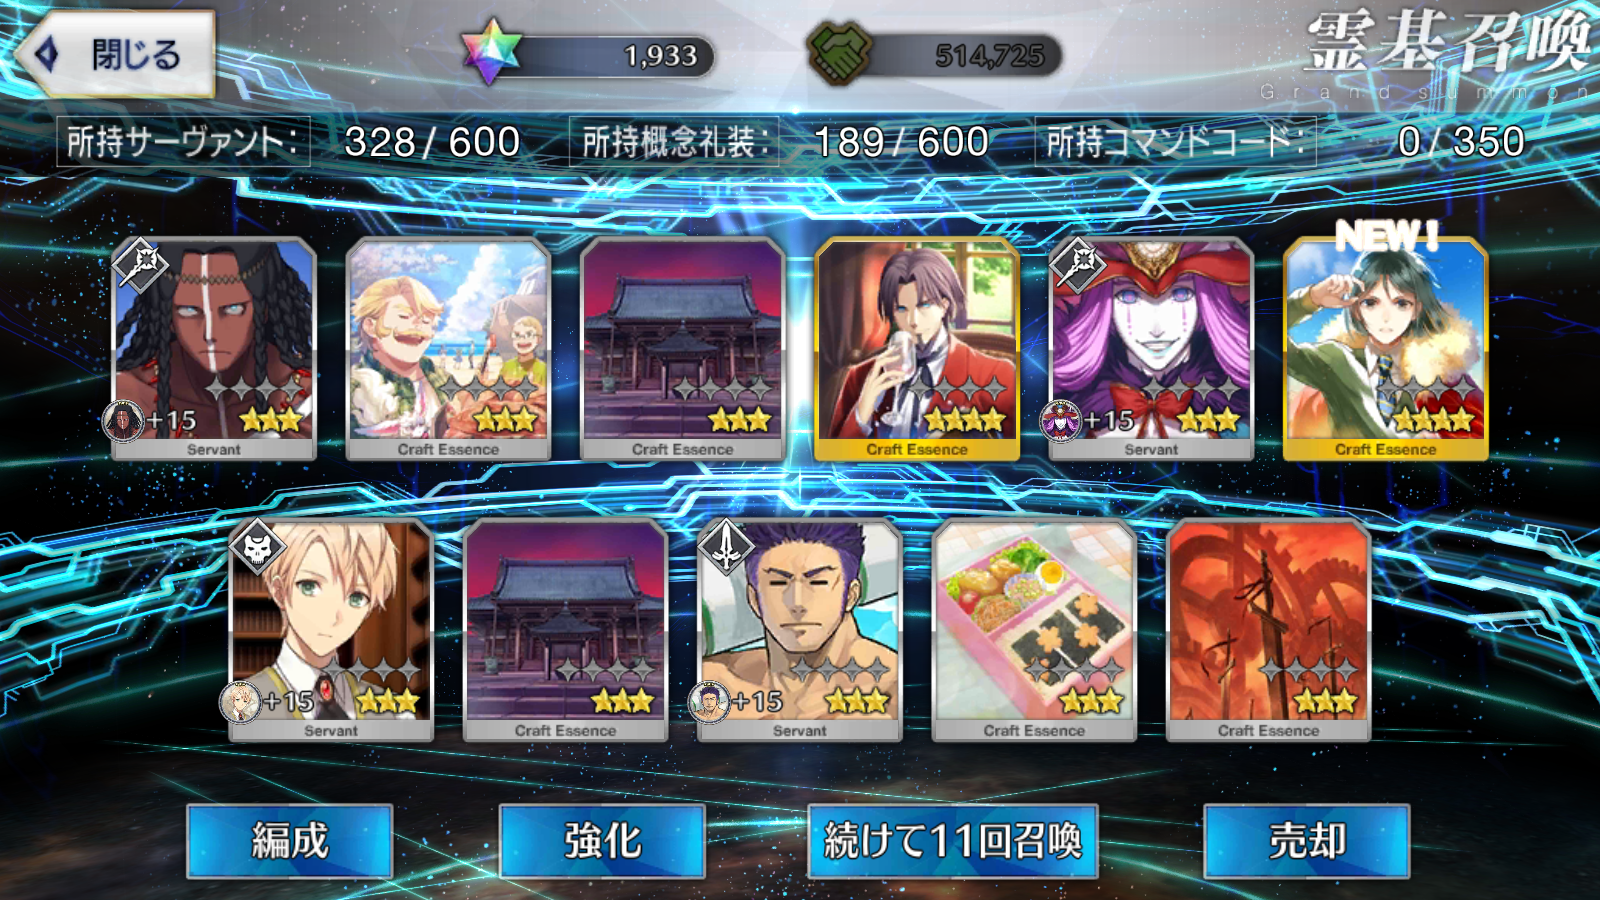 閉じる
1,933
514,725
霊基召喚
Grand summon
所持サーヴァント: 328 / 600
所持概念礼装: 189 / 600
所持コマンドコード: 0 / 350
NEW!
+15
Servant
Craft Essence
Craft Essence
Craft Essence
+15
Servant
Craft Essence
+15
Servant
Craft Essence
+15
Servant
Craft Essence
Craft Essence
編成
強化
続けて11回召喚
売却